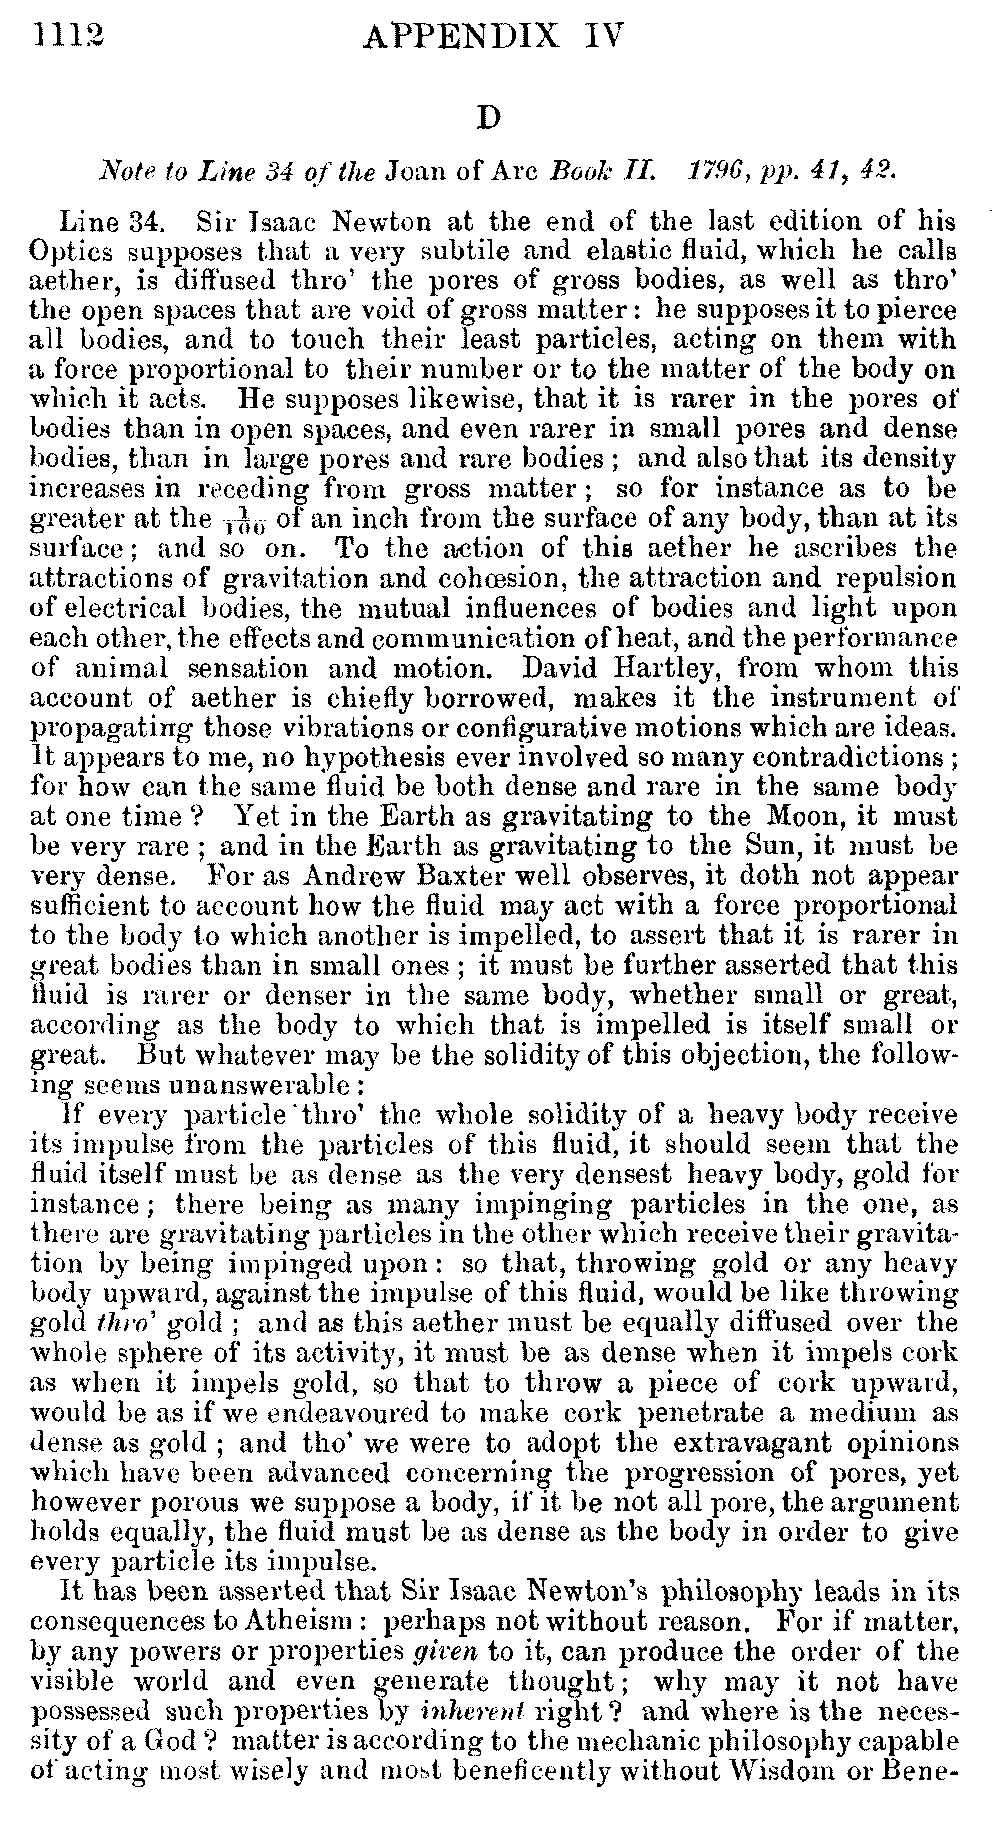 1112 APPENDIX IV
D
Note to Line 34 of the Joan of Arc Book II. 1796, pp. 41, 42.
Line 34. Sir Isaac Newton at the end of the last edition of his
Optics supposes that a very subtile and elastic fluid, which he calls
aether, is diffused thro' the pores of gross bodies, as well as thro'
the open spaces that are void of gross matter: he supposes it to pierce
all bodies, and to touch their least particles, acting on them with
a force proportional to their number or to the matter of the body on
which it acts. He supposes likewise, that it is rarer in the pores of
bodies than in open spaces, and even rarer in small pores and dense
bodies, than in large pores and rare bodies; and also that its density
increases in receding from gross matter; so for instance as to be
greater at the 1/100 of an inch from the surface of any body, than at its
surface; and so on. To the action of this aether he ascribes the
attractions of gravitation and cohœsion, the attraction and repulsion
of electrical bodies, the mutual influences of bodies and light upon
each other, the effects and communication of heat, and the performance
of animal sensation and motion. David Hartley, from whom this
account of aether is chiefly borrowed, makes it the instrument of
propagating those vibrations or configurative motions which are ideas.
It appears to me, no hypothesis ever involved so many contradictions;
for how can the same fluid be both dense and rare in the same body
at one time? Yet in the Earth as gravitating to the Moon, it must
be very rare; and in the Earth as gravitating to the Sun, it must be
very dense. For as Andrew Baxter well observes, it doth not appear
sufficient to account how the fluid may act with a force proportional
to the body to which another is impelled, to assert that it is rarer in
great bodies than in small ones; it must be further asserted that this
fluid is rarer or denser in the same body, whether small or great,
according as the body to which that is impelled is itself small or
great. But whatever may be the solidity of this objection, the follow-
ing seems unanswerable:
If every particle thro' the whole solidity of a heavy body receive
its impulse from the particles of this fluid, it should seem that the
fluid itself must be as dense as the very densest heavy body, gold for
instance; there being as many impinging particles in the one, as
there are gravitating particles in the other which receive their gravita-
tion by being impinged upon: so that, throwing gold or any heavy
body upward, against the impulse of this fluid, would be like throwing
gold thro' gold; and as this aether must be equally diffused over the
whole sphere of its activity, it must be as dense when it impels cork
as when it impels gold, so that to throw a piece of cork upward,
would be as if we endeavoured to make cork penetrate a medium as
dense as gold; and tho' we were to adopt the extravagant opinions
which have been advanced concerning the progression of pores, yet
however porous we suppose a body, if it be not all pore, the argument
holds equally, the fluid must be as dense as the body in order to give
every particle its impulse.
It has been asserted that Sir Isaac Newton's philosophy leads in its
consequences to Atheism: perhaps not without reason. For if matter,
by any powers or properties given to it, can produce the order of the
visible world and even generate thought; why may it not have
possessed such properties by inherent right? and where is the neces-
sity of a God? matter is according to the mechanic philosophy capable
of acting most wisely and most beneficently without Wisdom or Bene-